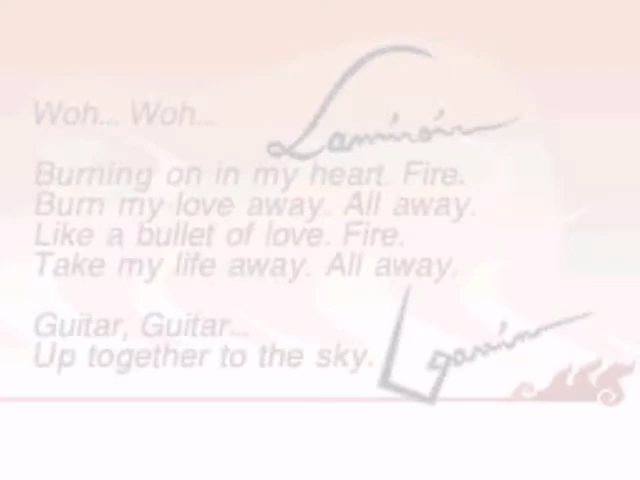 Woh... Woh...
Lamiroir
Burning on in my heart. Fire.
Burn my love away. All away.
Like a bullet of love. Fire.
Take my life away. All away.
Guitar, Guitar...
Up together to the sky.